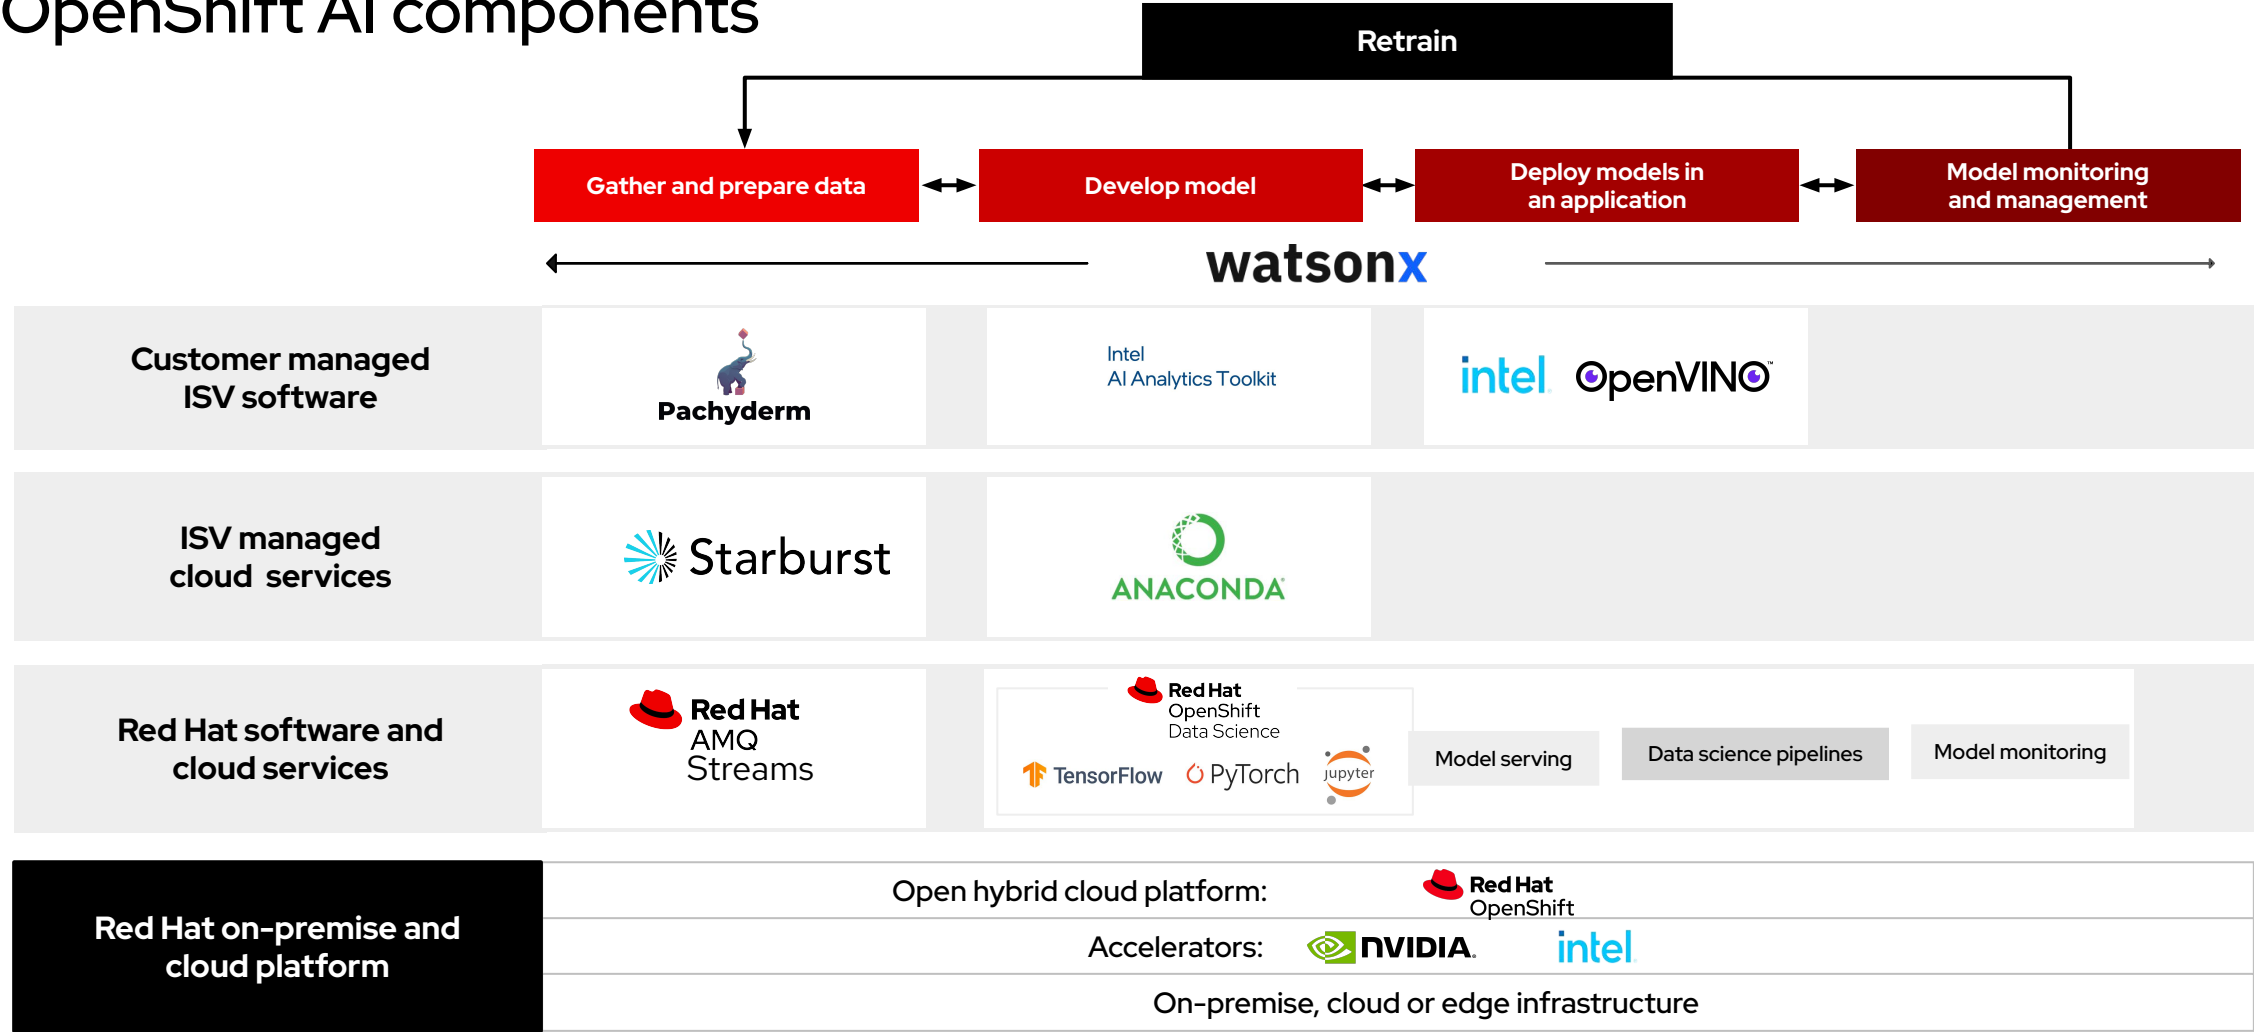 OpenShift AI components
Retrain
Gather and prepare data
Develop model
Deploy models in
an application
Model monitoring
and management
watsonx
Customer managed
ISV software
Pachyderm
Intel
AI Analytics Toolkit
intel
OpenVINO™
ISV managed
cloud services
Starburst
ANACONDA
Red Hat software and
cloud services
Red Hat
AMQ
Streams
Red Hat
OpenShift
Data Science
TensorFlow
PyTorch
jupyter
Model serving
Data science pipelines
Model monitoring
Red Hat on-premise and
cloud platform
Open hybrid cloud platform:
Red Hat
OpenShift
Accelerators:
NVIDIA.
intel
On-premise, cloud or edge infrastructure